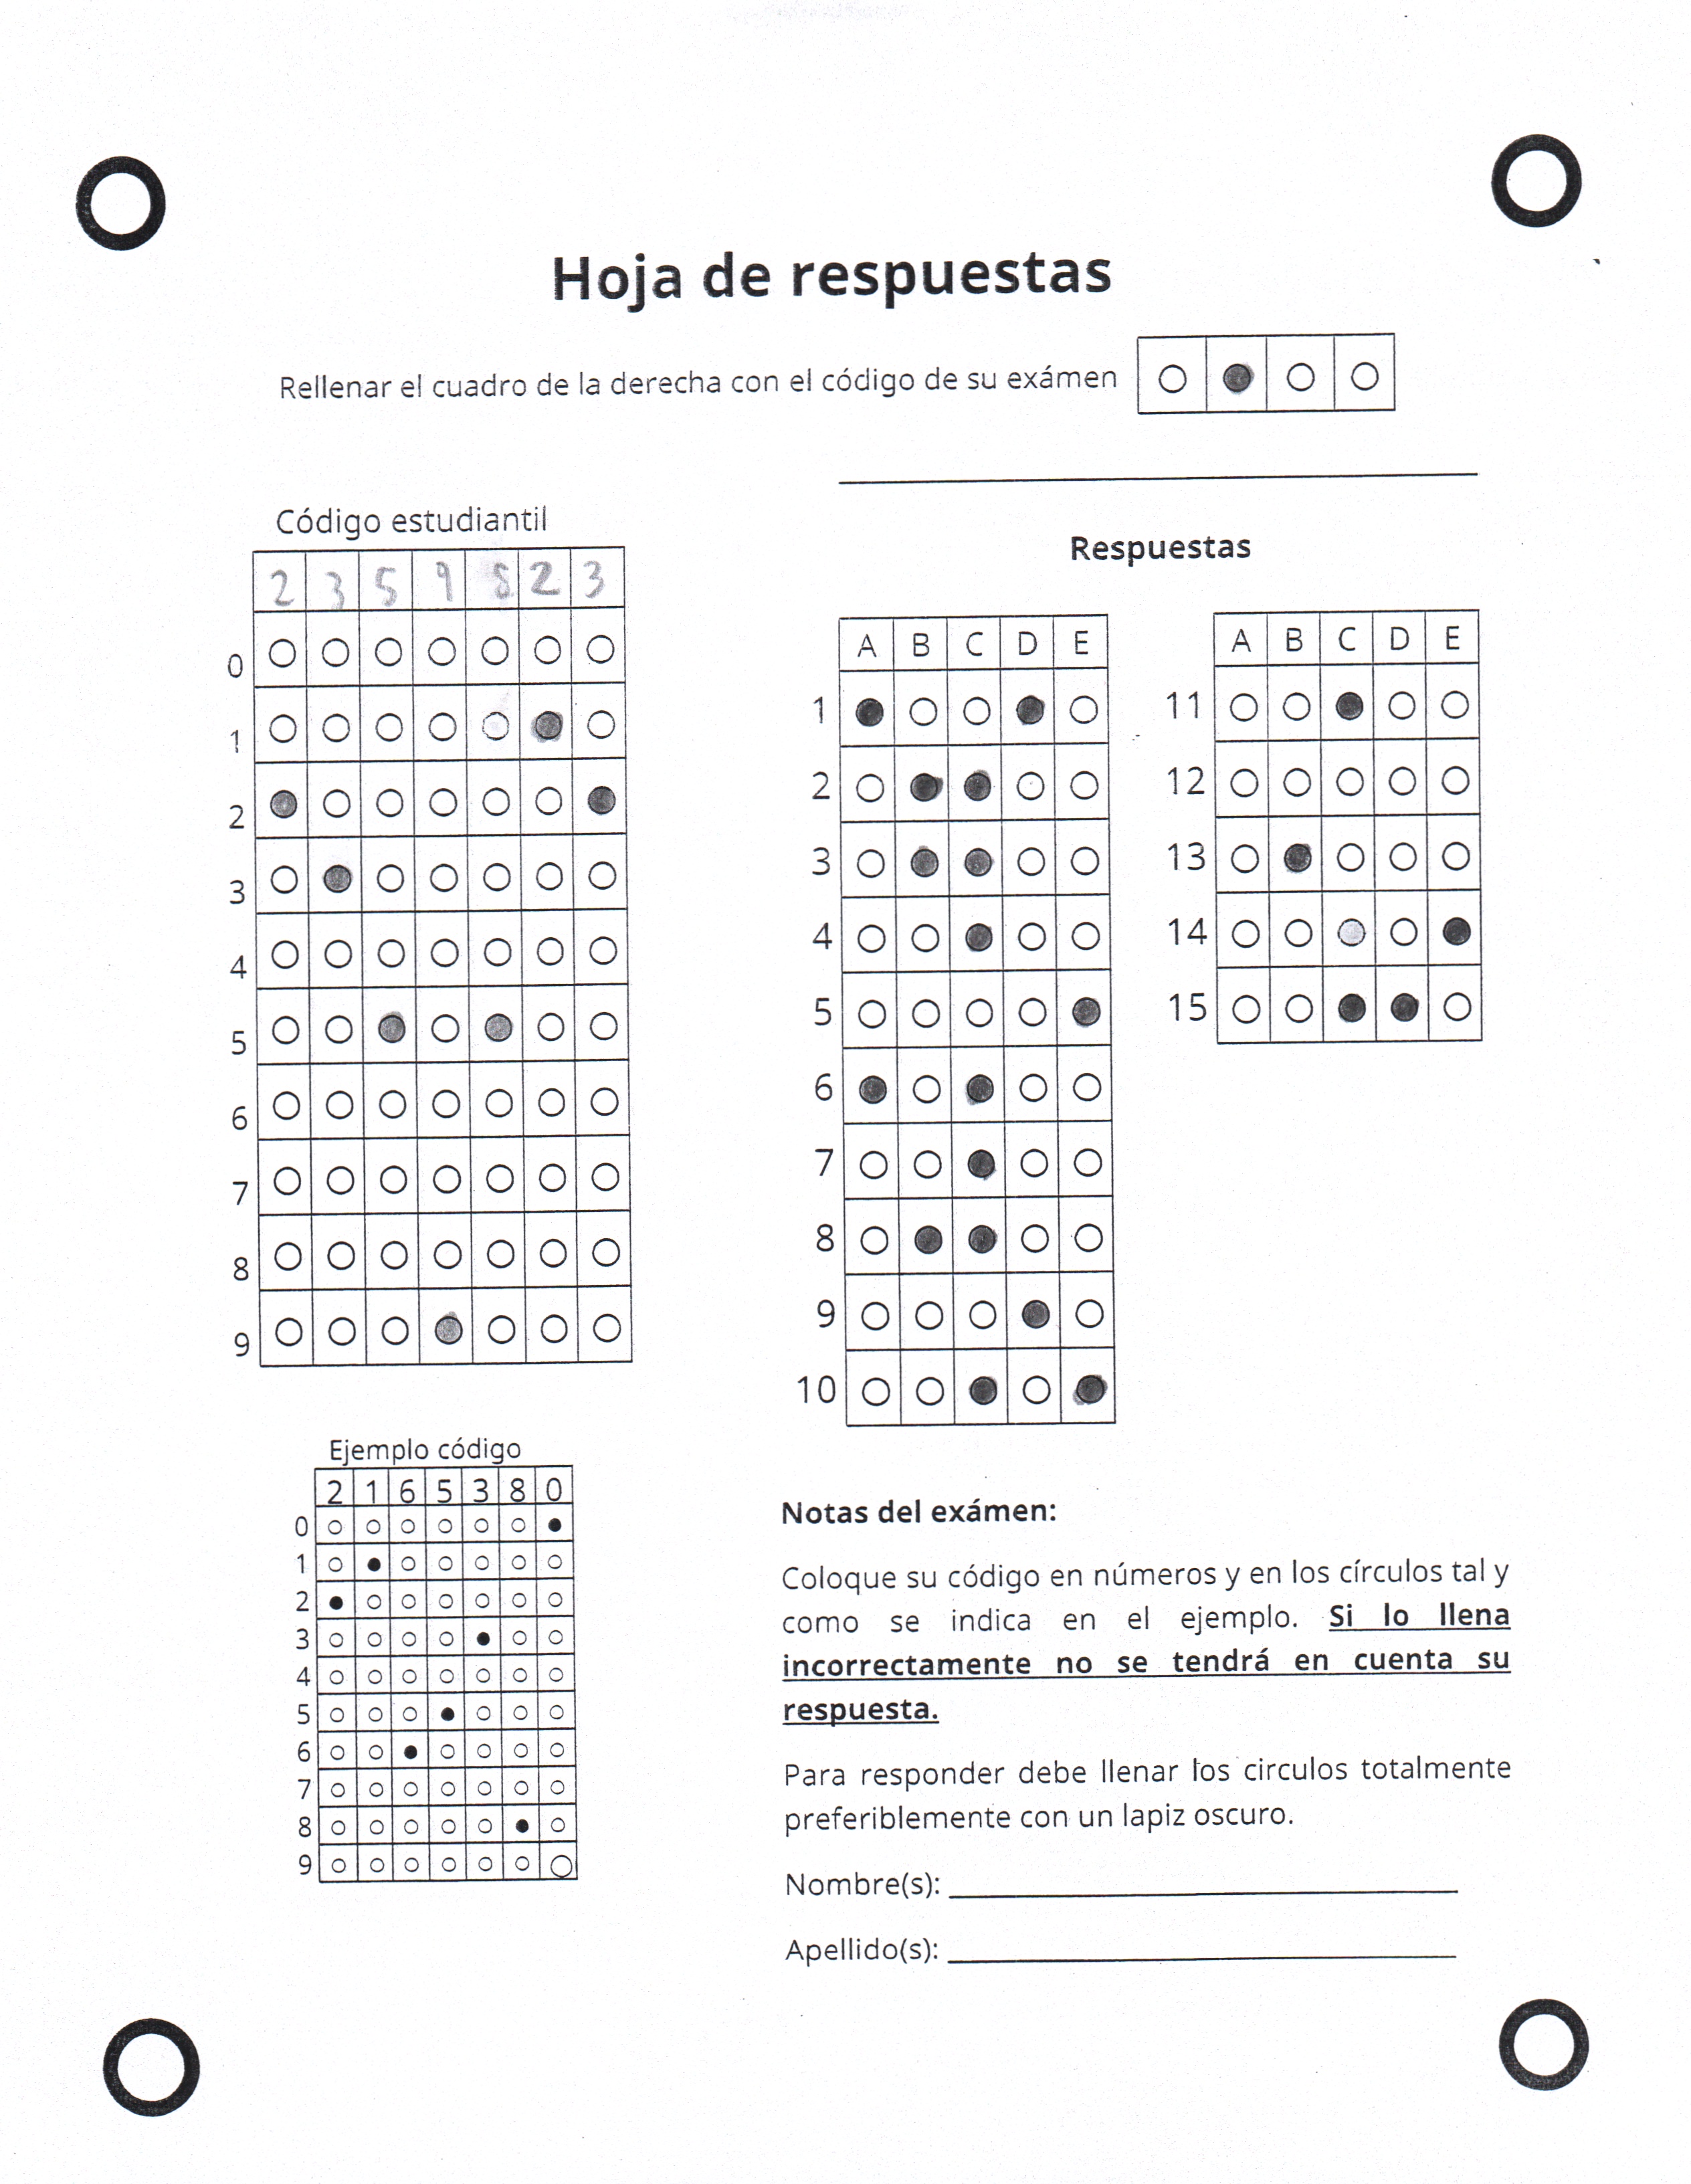 Hoja de respuestas
Rellenar el cuadro de la derecha con el código de su exámen
Código estudiantil
2 3 5 9 5 2 3
0
1
2
3
4
5
6
7
8
9
Respuestas
A B C D E
1
2
3
4
5
6
7
8
9
10
A B C D E
11
12
13
14
15
Ejemplo código
2 1 6 5 3 8 0
0
1
2
3
4
5
6
7
8
9
Notas del exámen:
Coloque su código en números y en los círculos tal y
como se indica en el ejemplo. Si lo llena
incorrectamente no se tendrá en cuenta su
respuesta.
Para responder debe llenar los circulos totalmente
preferiblemente con un lapiz oscuro.
Nombre(s):
Apellido(s):